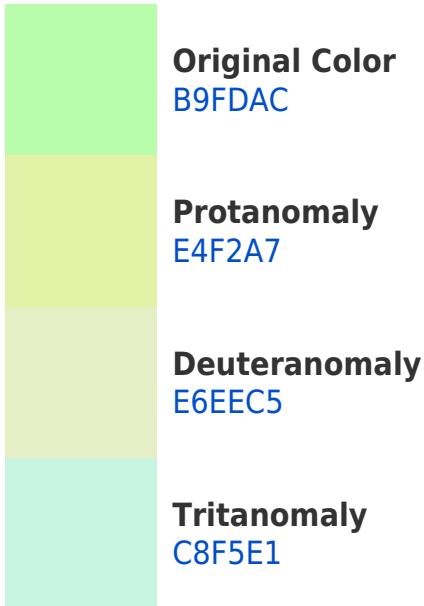 Original Color
B9FDAC
Protanomaly
E4F2A7
Deuteranomaly
E6EEC5
Tritanomaly
C8F5E1